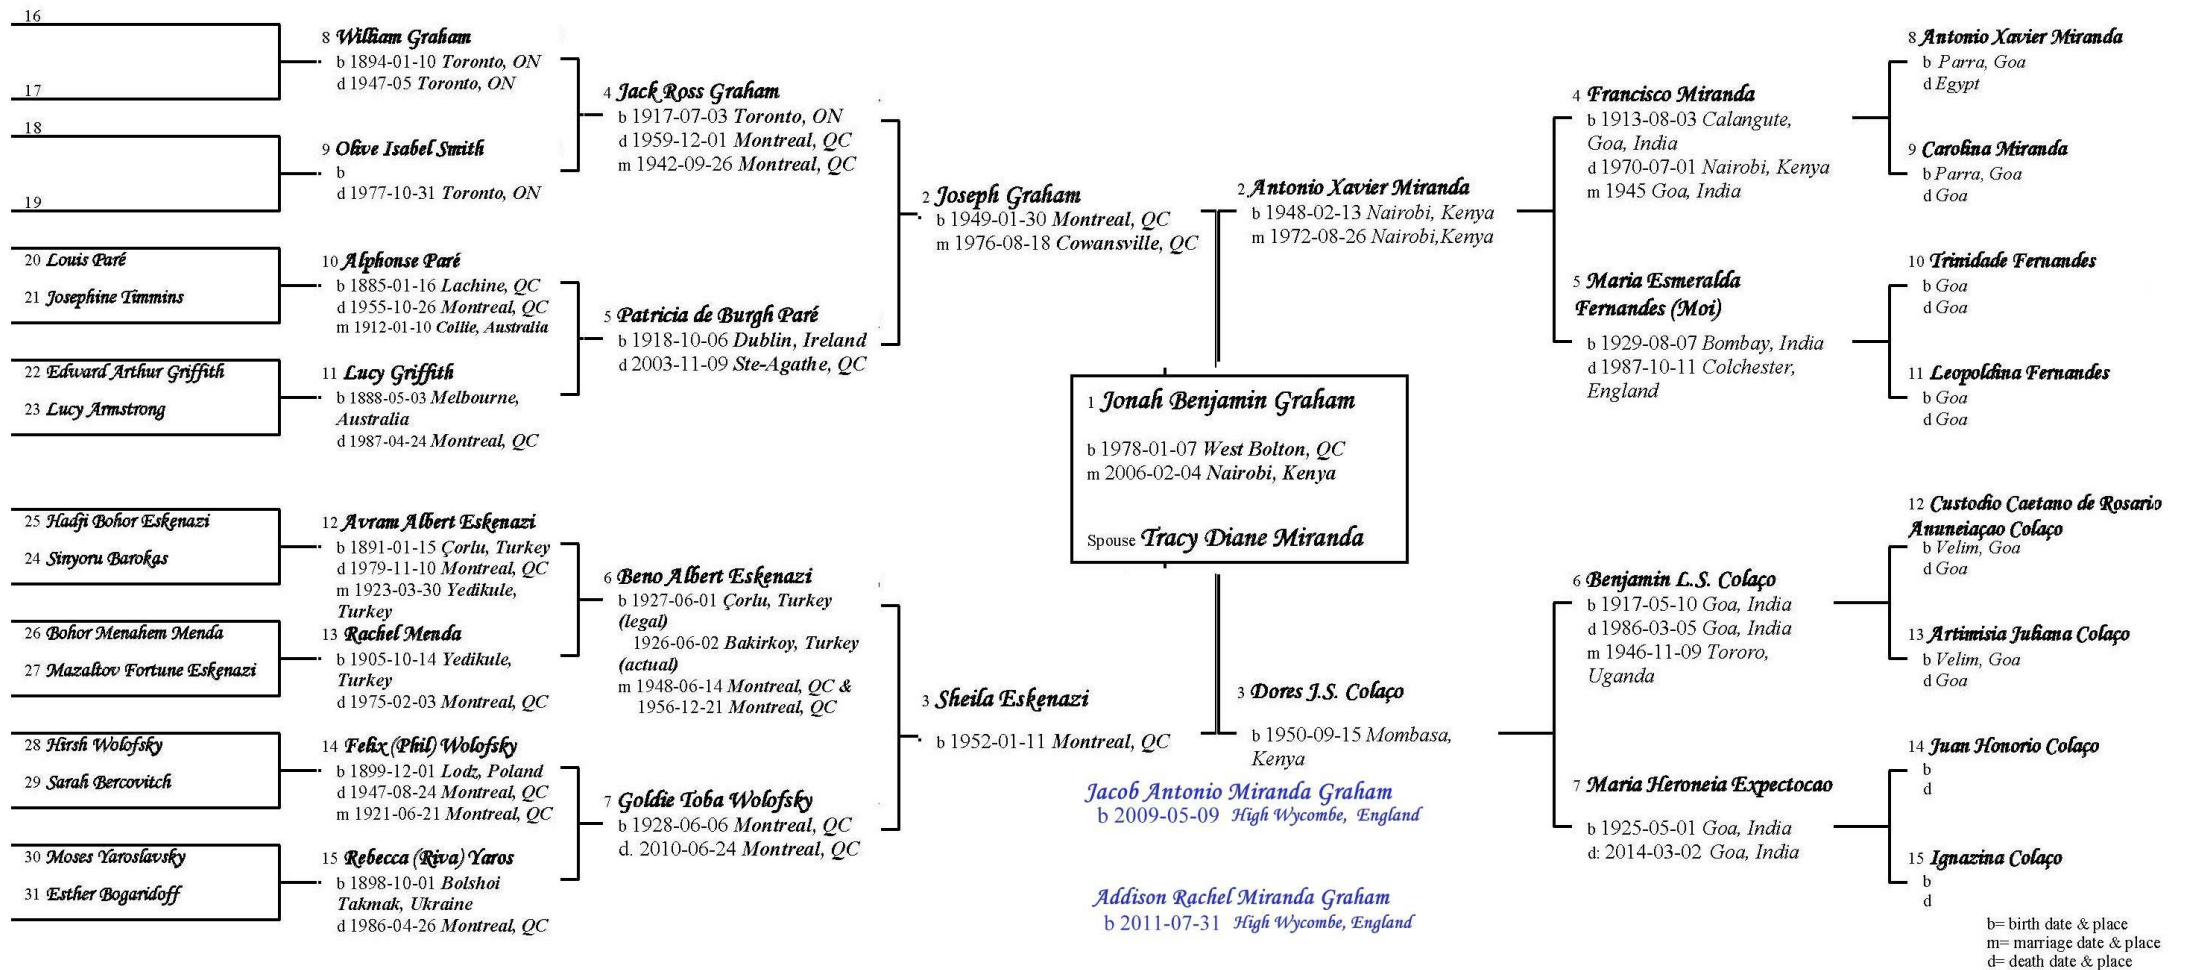 16
17
18
19
20 Louis Paré
21 Josephine Timmins
22 Edward Arthur Griffith
23 Lucy Armstrong
25 Hadji Bohor Eskenazi
24 Sinyoru Barokas
26 Bohor Menahem Menda
27 Mazaltov Fortune Eskenazi
28 Hirsh Wolofsky
29 Sarah Bercovitch
30 Moses Yaroslavsky
31 Esther Bogaridoff
8 William Graham
b 1894-01-10 Toronto, ON
d 1947-05 Toronto, ON
9 Olive Isabel Smith
b
d 1977-10-31 Toronto, ON
10 Alphonse Paré
b 1885-01-16 Lachine, QC
d 1955-10-26 Montreal, QC
m 1912-01-10 Collie, Australia
11 Lucy Griffith
b 1888-05-03 Melbourne,
Australia
d 1987-04-24 Montreal, QC
12 Avram Albert Eskenazi
b 1891-01-15 Çorlu, Turkey
d 1979-11-10 Montreal, QC
m 1923-03-30 Yedikule,
Turkey
13 Rachel Menda
b 1905-10-14 Yedikule,
Turkey
d 1975-02-03 Montreal, QC
14 Felix (Phil) Wolofsky
b 1899-12-01 Lodz, Poland
d 1947-08-24 Montreal, QC
m 1921-06-21 Montreal, QC
15 Rebecca (Riva) Yaros
b 1898-10-01 Bolshoi
Takmak, Ukraine
d 1986-04-26 Montreal, QC
4 Jack Ross Graham
b 1917-07-03 Toronto, ON
d 1959-12-01 Montreal, QC
m 1942-09-26 Montreal, QC
5 Patricia de Burgh Paré
b 1918-10-06 Dublin, Ireland
d 2003-11-09 Ste-Agathe, QC
6 Beno Albert Eskenazi
b 1927-06-01 Çorlu, Turkey
(legal)
1926-06-02 Bakirkoy, Turkey
(actual)
m 1948-06-14 Montreal, QC &
1956-12-21 Montreal, QC
7 Goldie Toba Wolofsky
b 1928-06-06 Montreal, QC
d. 2010-06-24 Montreal, QC
2 Joseph Graham
b 1949-01-30 Montreal, QC
m 1976-08-18 Cowansville, QC
3 Sheila Eskenazi
b 1952-01-11 Montreal, QC
1 Jonah Benjamin Graham
b 1978-01-07 West Bolton, QC
m 2006-02-04 Nairobi, Kenya
Spouse Tracy Diane Miranda
2 Antonio Xavier Miranda
b 1948-02-13 Nairobi, Kenya
m 1972-08-26 Nairobi,Kenya
3 Dores J.S. Colaço
b 1950-09-15 Mombasa,
Kenya
Jacob Antonio Miranda Graham
b 2009-05-09 High Wycombe, England
Addison Rachel Miranda Graham
b 2011-07-31 High Wycombe, England
4 Francisco Miranda
b 1913-08-03 Calangute,
Goa, India
d 1970-07-01 Nairobi, Kenya
m 1945 Goa, India
5 Maria Esmeralda
Fernandes (Moi)
b 1929-08-07 Bombay, India
d 1987-10-11 Colchester,
England
6 Benjamin L.S. Colaço
b 1917-05-10 Goa, India
d 1986-03-05 Goa, India
m 1946-11-09 Tororo,
Uganda
7 Maria Heroneia Expectocao
b 1925-05-01 Goa, India
d: 2014-03-02 Goa, India
8 Antonio Xavier Miranda
b Parra, Goa
d Egypt
9 Carolina Miranda
b Parra, Goa
d Goa
10 Trinidade Fernandes
b Goa
d Goa
11 Leopoldina Fernandes
b Goa
d Goa
12 Custodio Caetano de Rosario
Anuneiaçao Colaço
b Velim, Goa
d Goa
13 Artimisia Juliana Colaço
b Velim, Goa
d Goa
14 Juan Honorio Colaço
b
d
15 Ignazina Colaço
b
d
b= birth date & place
m= marriage date & place
d= death date & place